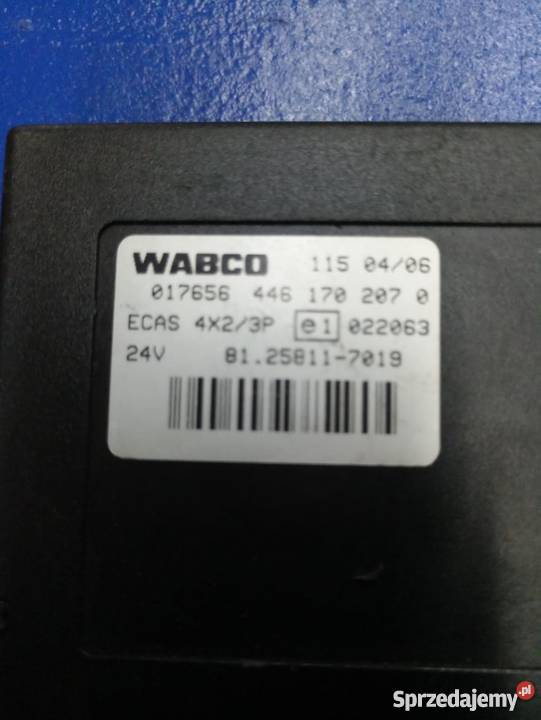 WABCO 115 04/06
017656 446 170 207 0
ECAS 4X2/3P e1 022063
24V 81.25811-7019
Sprzedajemy.pl